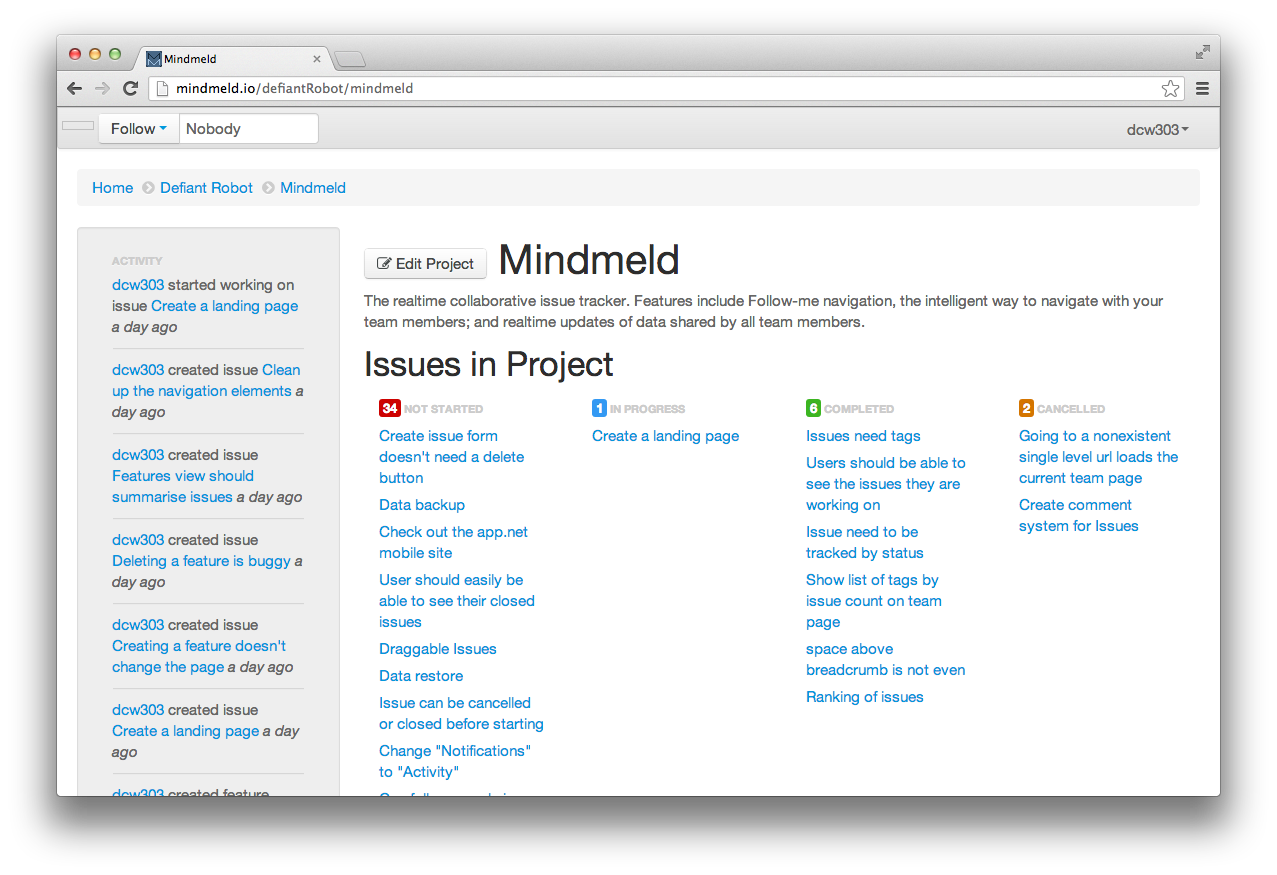 Mindmeld
mindmeld.io/defiantRobot/mindmeld
Follow Nobody dcw303
Home Defiant Robot Mindmeld
ACTIVITY
dcw303 started working on
issue Create a landing page
a day ago
dcw303 created issue Clean
up the navigation elements a
day ago
dcw303 created issue
Features view should
summarise issues a day ago
dcw303 created issue
Deleting a feature is buggy a
day ago
dcw303 created issue
Creating a feature doesn't
change the page a day ago
dcw303 created issue
Create a landing page a day
ago
dcw303 created feature
Edit Project Mindmeld
The realtime collaborative issue tracker. Features include Follow-me navigation, the intelligent way to navigate with your
team members; and realtime updates of data shared by all team members.
Issues in Project
34 NOT STARTED
Create issue form
doesn't need a delete
button
Data backup
Check out the app.net
mobile site
User should easily be
able to see their closed
issues
Draggable Issues
Data restore
Issue can be cancelled
or closed before starting
Change "Notifications"
to "Activity"
1 IN PROGRESS
Create a landing page
6 COMPLETED
Issues need tags
Users should be able to
see the issues they are
working on
Issue need to be
tracked by status
Show list of tags by
issue count on team
page
space above
breadcrumb is not even
Ranking of issues
2 CANCELLED
Going to a nonexistent
single level url loads the
current team page
Create comment
system for Issues